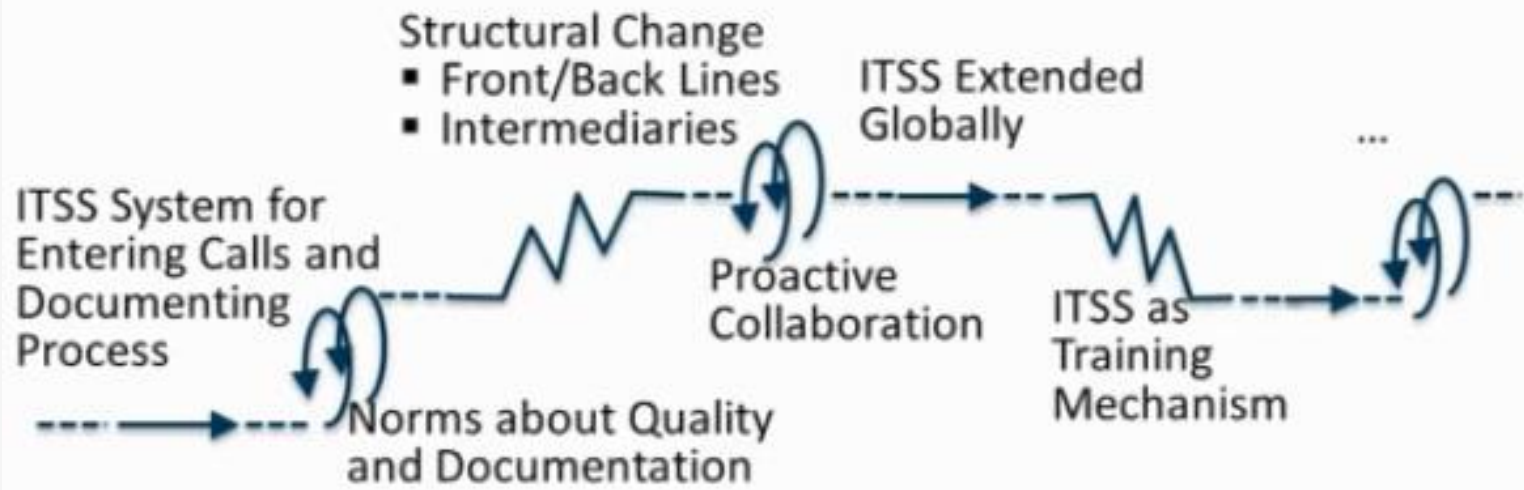 Structural Change
▪ Front/Back Lines
▪ Intermediaries
ITSS Extended
Globally
...
ITSS System for
Entering Calls and
Documenting
Process
Proactive
Collaboration
ITSS as
Training
Mechanism
Norms about Quality
and Documentation